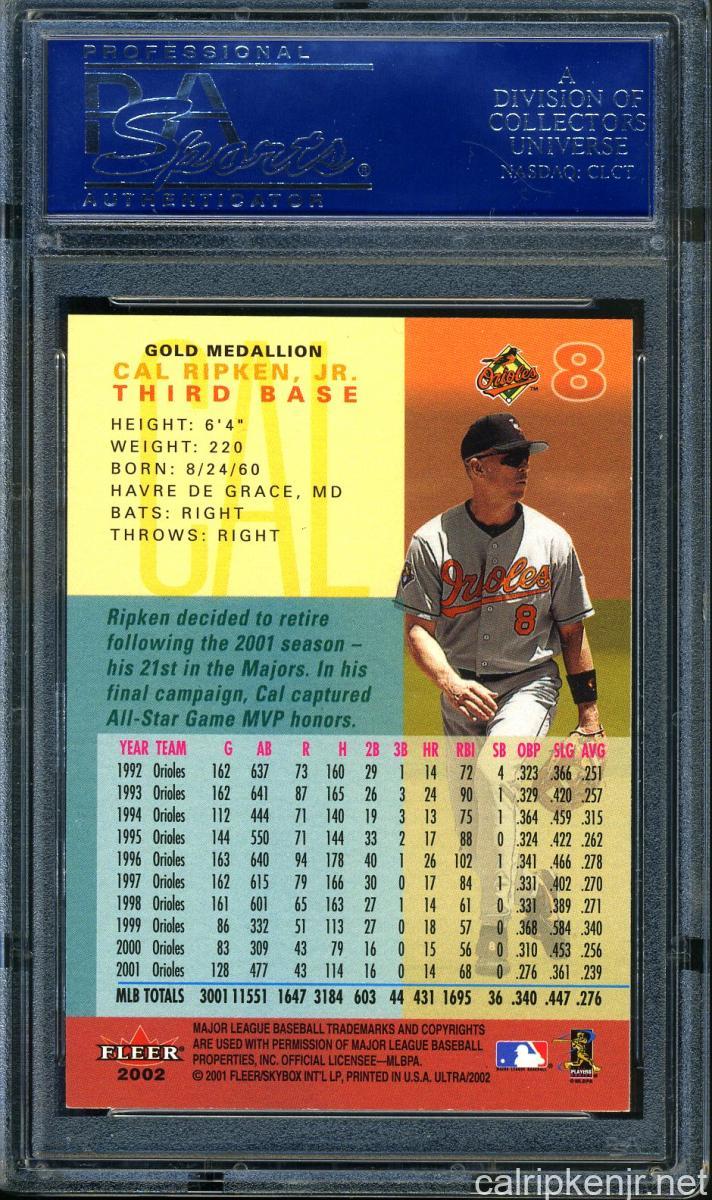 PROFESSIONAL
PSA
Sports®
AUTHENTICATOR
A
DIVISION OF
COLLECTORS
UNIVERSE
NASDAQ: CLCT
CAL
GOLD MEDALLION
CAL RIPKEN, JR.
THIRD BASE
HEIGHT: 6'4"
WEIGHT: 220
BORN: 8/24/60
HAVRE DE GRACE, MD
BATS: RIGHT
THROWS: RIGHT
Orioles™
8
Orioles
8
Ripken decided to retire
following the 2001 season –
his 21st in the Majors. In his
final campaign, Cal captured
All-Star Game MVP honors.
YEAR TEAM G AB R H 2B 3B HR RBI SB OBP SLG AVG
1992 Orioles 162 637 73 160 29 1 14 72 4 .323 .366 .251
1993 Orioles 162 641 87 165 26 3 24 90 1 .329 .420 .257
1994 Orioles 112 444 71 140 19 3 13 75 1 .364 .459 .315
1995 Orioles 144 550 71 144 33 2 17 88 0 .324 .422 .262
1996 Orioles 163 640 94 178 40 1 26 102 1 .341 .466 .278
1997 Orioles 162 615 79 166 30 0 17 84 1 .331 .402 .270
1998 Orioles 161 601 65 163 27 1 14 61 0 .331 .389 .271
1999 Orioles 86 332 51 113 27 0 18 57 0 .368 .584 .340
2000 Orioles 83 309 43 79 16 0 15 56 0 .310 .453 .256
2001 Orioles 128 477 43 114 16 0 14 68 0 .276 .361 .239
MLB TOTALS 3001 11551 1647 3184 603 44 431 1695 36 .340 .447 .276
FLEER®
2002
MAJOR LEAGUE BASEBALL TRADEMARKS AND COPYRIGHTS
ARE USED WITH PERMISSION OF MAJOR LEAGUE BASEBALL
PROPERTIES, INC. OFFICIAL LICENSEE—MLBPA.
© 2001 FLEER/SKYBOX INT'L LP, PRINTED IN U.S.A. ULTRA/2002
MAJOR LEAGUE BASEBALL
PLAYERS
©MLBPA
calripkenjr.net